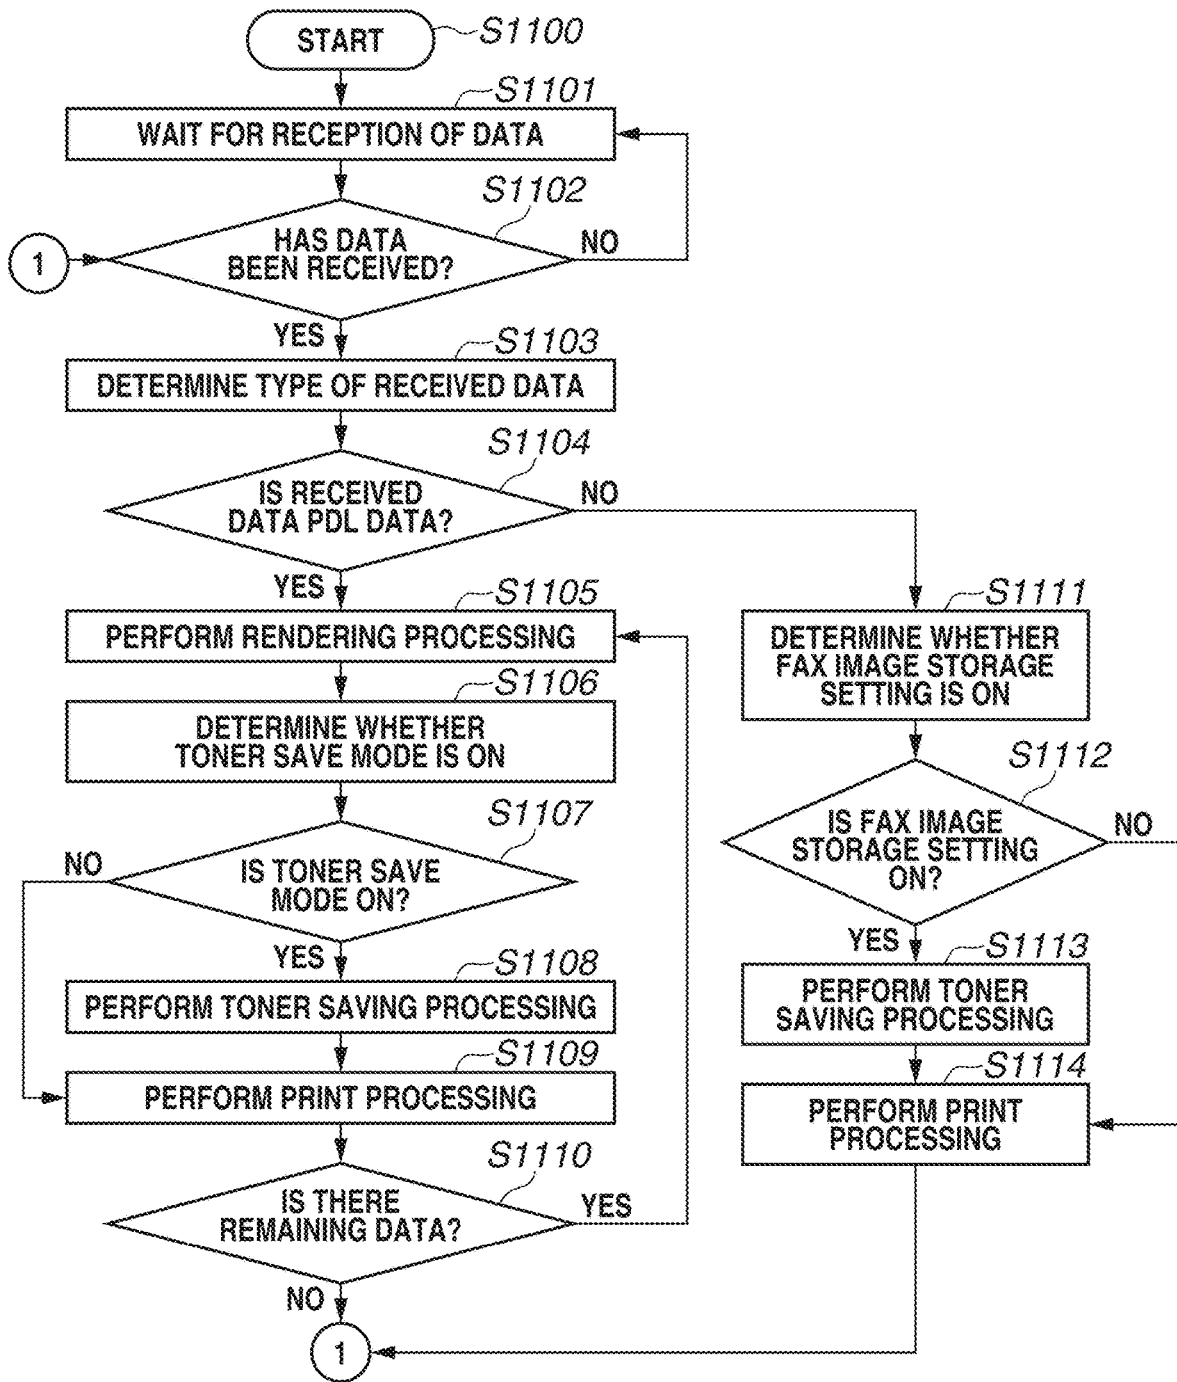 START
S1100
S1101
WAIT FOR RECEPTION OF DATA
S1102
HAS DATA
BEEN RECEIVED?
NO
1
YES
S1103
DETERMINE TYPE OF RECEIVED DATA
S1104
IS RECEIVED
DATA PDL DATA?
NO
YES
S1105
PERFORM RENDERING PROCESSING
S1106
DETERMINE WHETHER
TONER SAVE MODE IS ON
S1107
NO
IS TONER SAVE
MODE ON?
YES
S1108
PERFORM TONER SAVING PROCESSING
S1109
PERFORM PRINT PROCESSING
S1110
IS THERE
REMAINING DATA?
YES
NO
1
S1111
DETERMINE WHETHER
FAX IMAGE STORAGE
SETTING IS ON
S1112
IS FAX IMAGE
STORAGE SETTING
ON?
NO
YES
S1113
PERFORM TONER
SAVING PROCESSING
S1114
PERFORM PRINT
PROCESSING